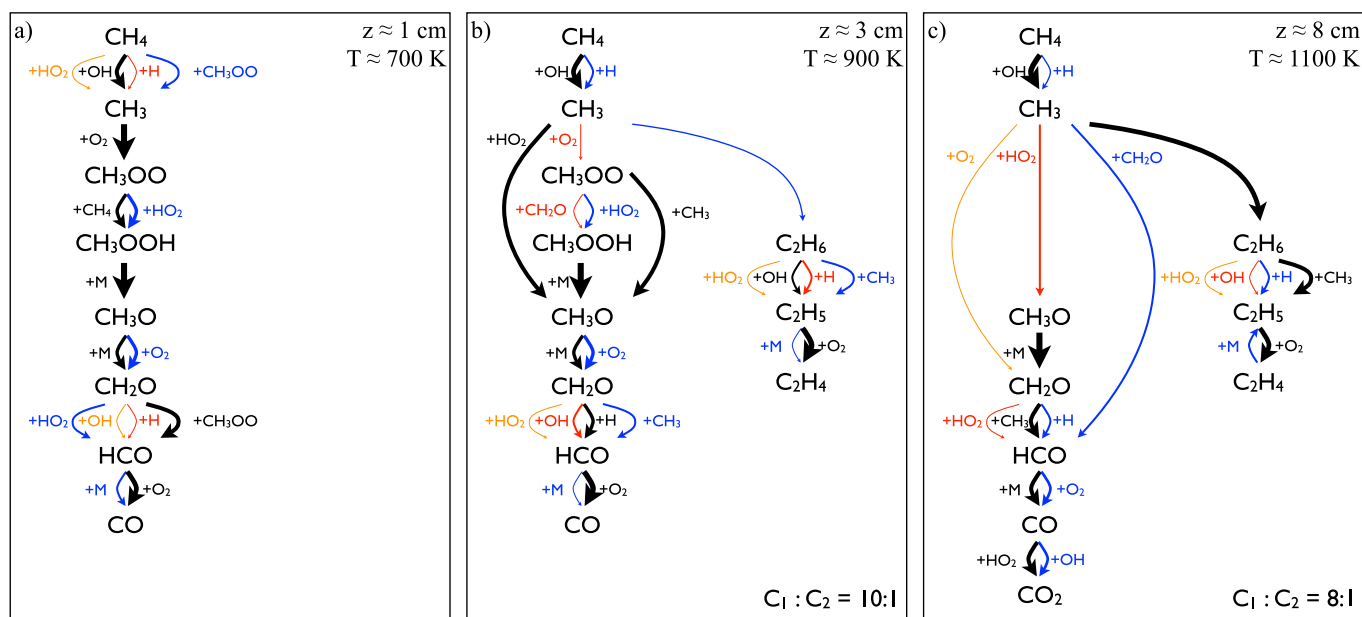 a)
z ≈ 1 cm
T ≈ 700 K
CH₄
+HO₂ +OH +H +CH₃OO
CH₃
+O₂
CH₃OO
+CH₄ +HO₂
CH₃OOH
+M
CH₃O
+M +O₂
CH₂O
+HO₂ +OH +H +CH₃OO
HCO
+M +O₂
CO
b)
z ≈ 3 cm
T ≈ 900 K
CH₄
+OH +H
CH₃
+HO₂ +O₂
CH₃OO
+CH₂O +HO₂ +CH₃
CH₃OOH
+M
CH₃O
+M +O₂
CH₂O
+HO₂ +OH +H +CH₃
HCO
+M +O₂
CO
C₂H₆
+HO₂ +OH +H +CH₃
C₂H₅
+M +O₂
C₂H₄
C₁ : C₂ = 10:1
c)
z ≈ 8 cm
T ≈ 1100 K
CH₄
+OH +H
CH₃
+O₂ +HO₂ +CH₂O
CH₃O
+M
CH₂O
+HO₂ +CH₃ +H
HCO
+M +O₂
CO
+HO₂ +OH
CO₂
C₂H₆
+HO₂ +OH +H +CH₃
C₂H₅
+M +O₂
C₂H₄
C₁ : C₂ = 8:1